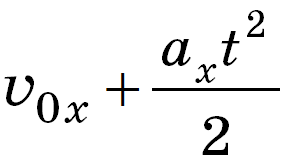 v_{0x} + \frac{a_x t^2}{2}